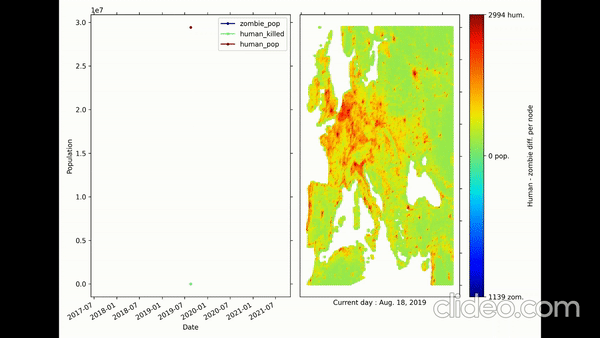 1e7
3.0
2.5
2.0
1.5
1.0
0.5
0.0
Population
zombie_pop
human_killed
human_pop
2017-07
2018-01
2018-07
2019-01
2019-07
2020-01
2020-07
2021-01
2021-07
Date
Current day : Aug. 18, 2019
2994 hum.
0 pop.
1139 zom.
Human - zombie diff. per node
clideo.com